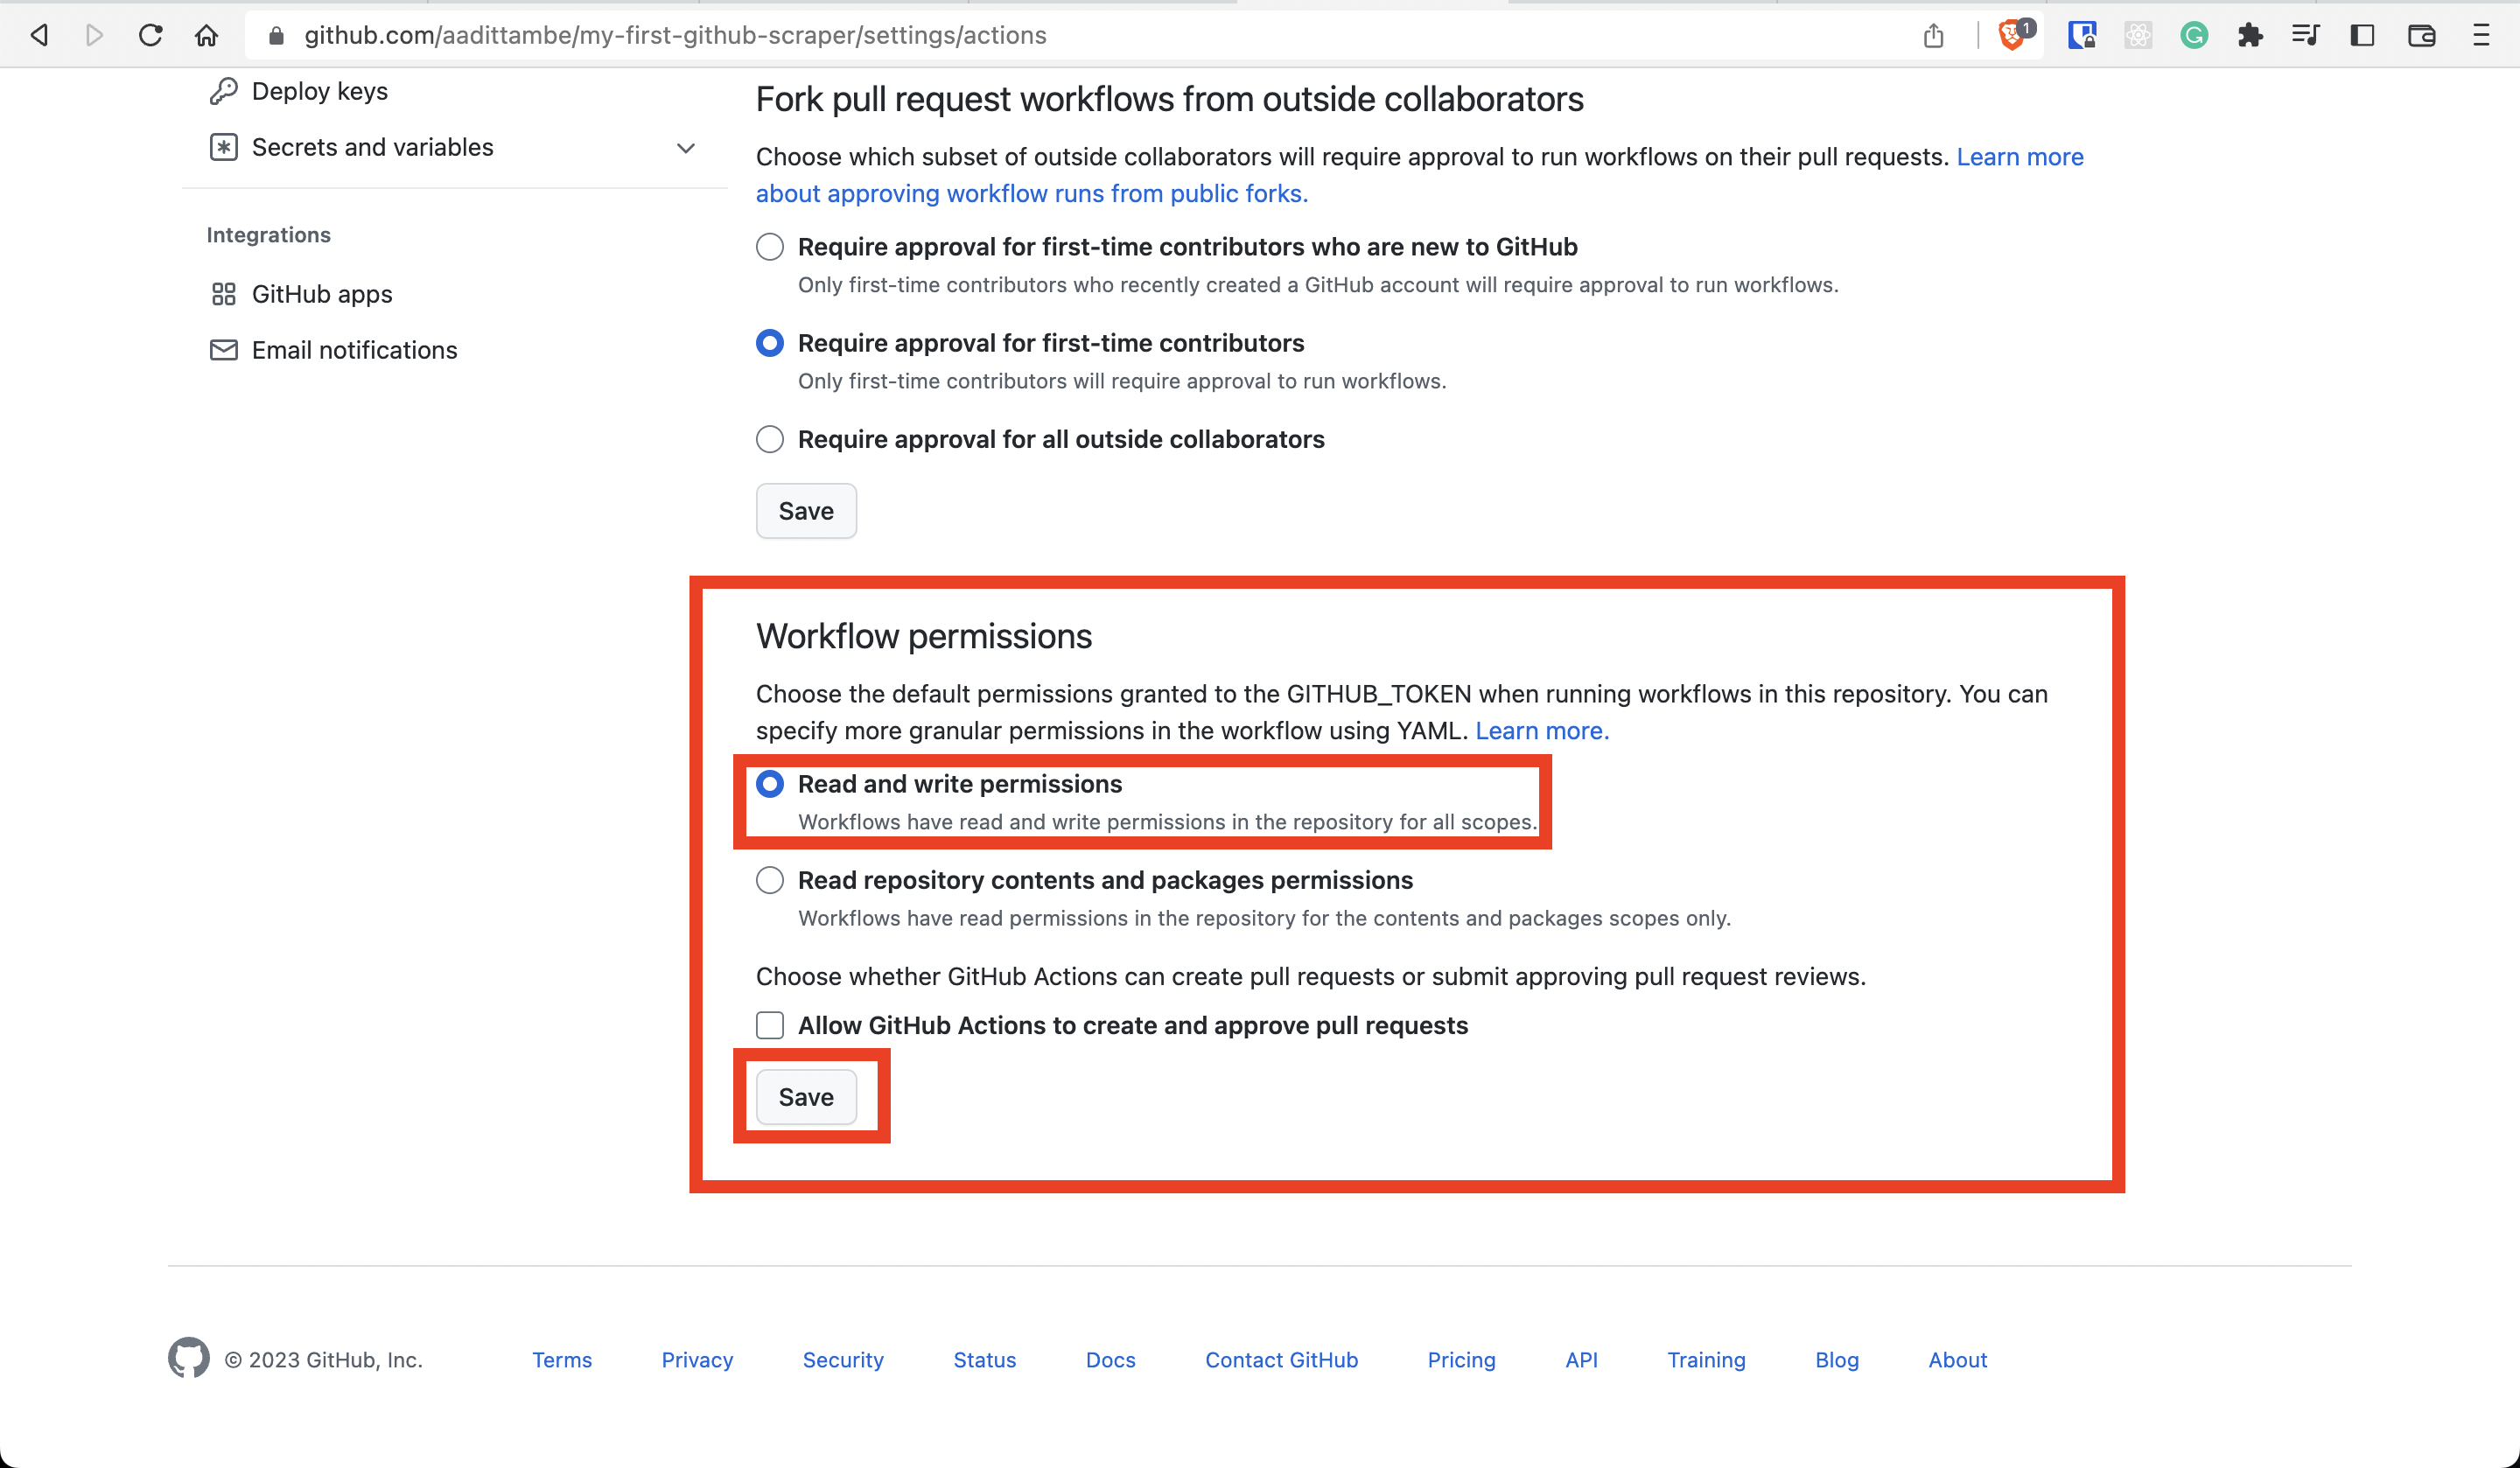 github.com/aadittambe/my-first-github-scraper/settings/actions
1
Deploy keys
Secrets and variables
Integrations
GitHub apps
Email notifications
Fork pull request workflows from outside collaborators
Choose which subset of outside collaborators will require approval to run workflows on their pull requests. Learn more
about approving workflow runs from public forks.
Require approval for first-time contributors who are new to GitHub
Only first-time contributors who recently created a GitHub account will require approval to run workflows.
Require approval for first-time contributors
Only first-time contributors will require approval to run workflows.
Require approval for all outside collaborators
Save
Workflow permissions
Choose the default permissions granted to the GITHUB_TOKEN when running workflows in this repository. You can
specify more granular permissions in the workflow using YAML. Learn more.
Read and write permissions
Workflows have read and write permissions in the repository for all scopes.
Read repository contents and packages permissions
Workflows have read permissions in the repository for the contents and packages scopes only.
Choose whether GitHub Actions can create pull requests or submit approving pull request reviews.
Allow GitHub Actions to create and approve pull requests
Save
© 2023 GitHub, Inc. Terms Privacy Security Status Docs Contact GitHub Pricing API Training Blog About